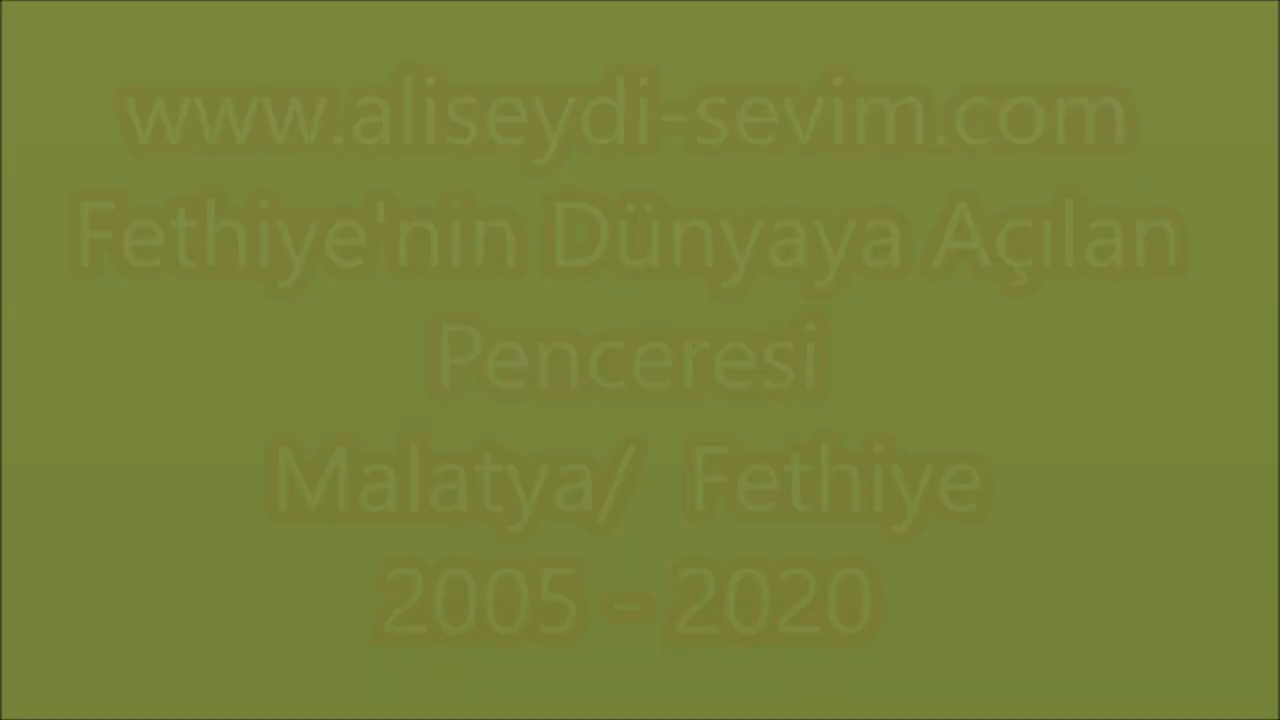 www.aliseydi-sevim.com
Fethiye'nin Dünyaya Açılan
Penceresi
Malatya/  Fethiye
2005 - 2020